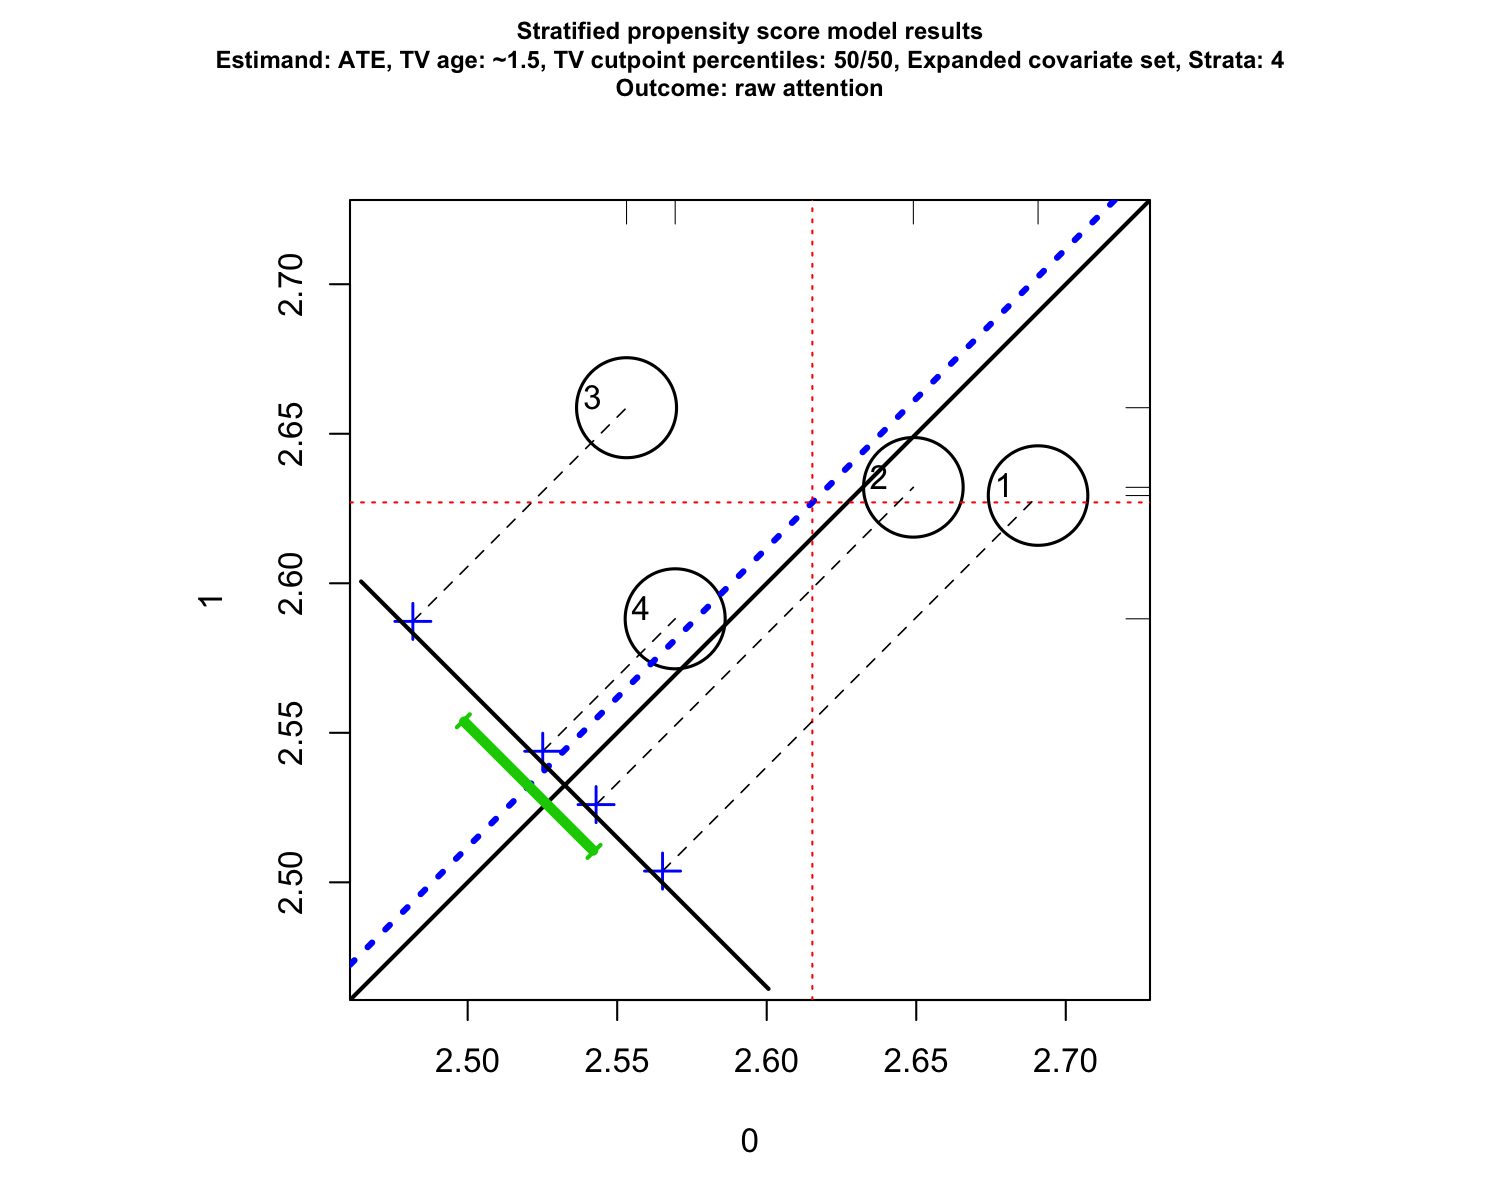 Stratified propensity score model results
Estimand: ATE, TV age: ~1.5, TV cutpoint percentiles: 50/50, Expanded covariate set, Strata: 4
Outcome: raw attention
2.70
2.65
2.60
2.55
2.50
1
3
2
1
4
2.50 2.55 2.60 2.65 2.70
0